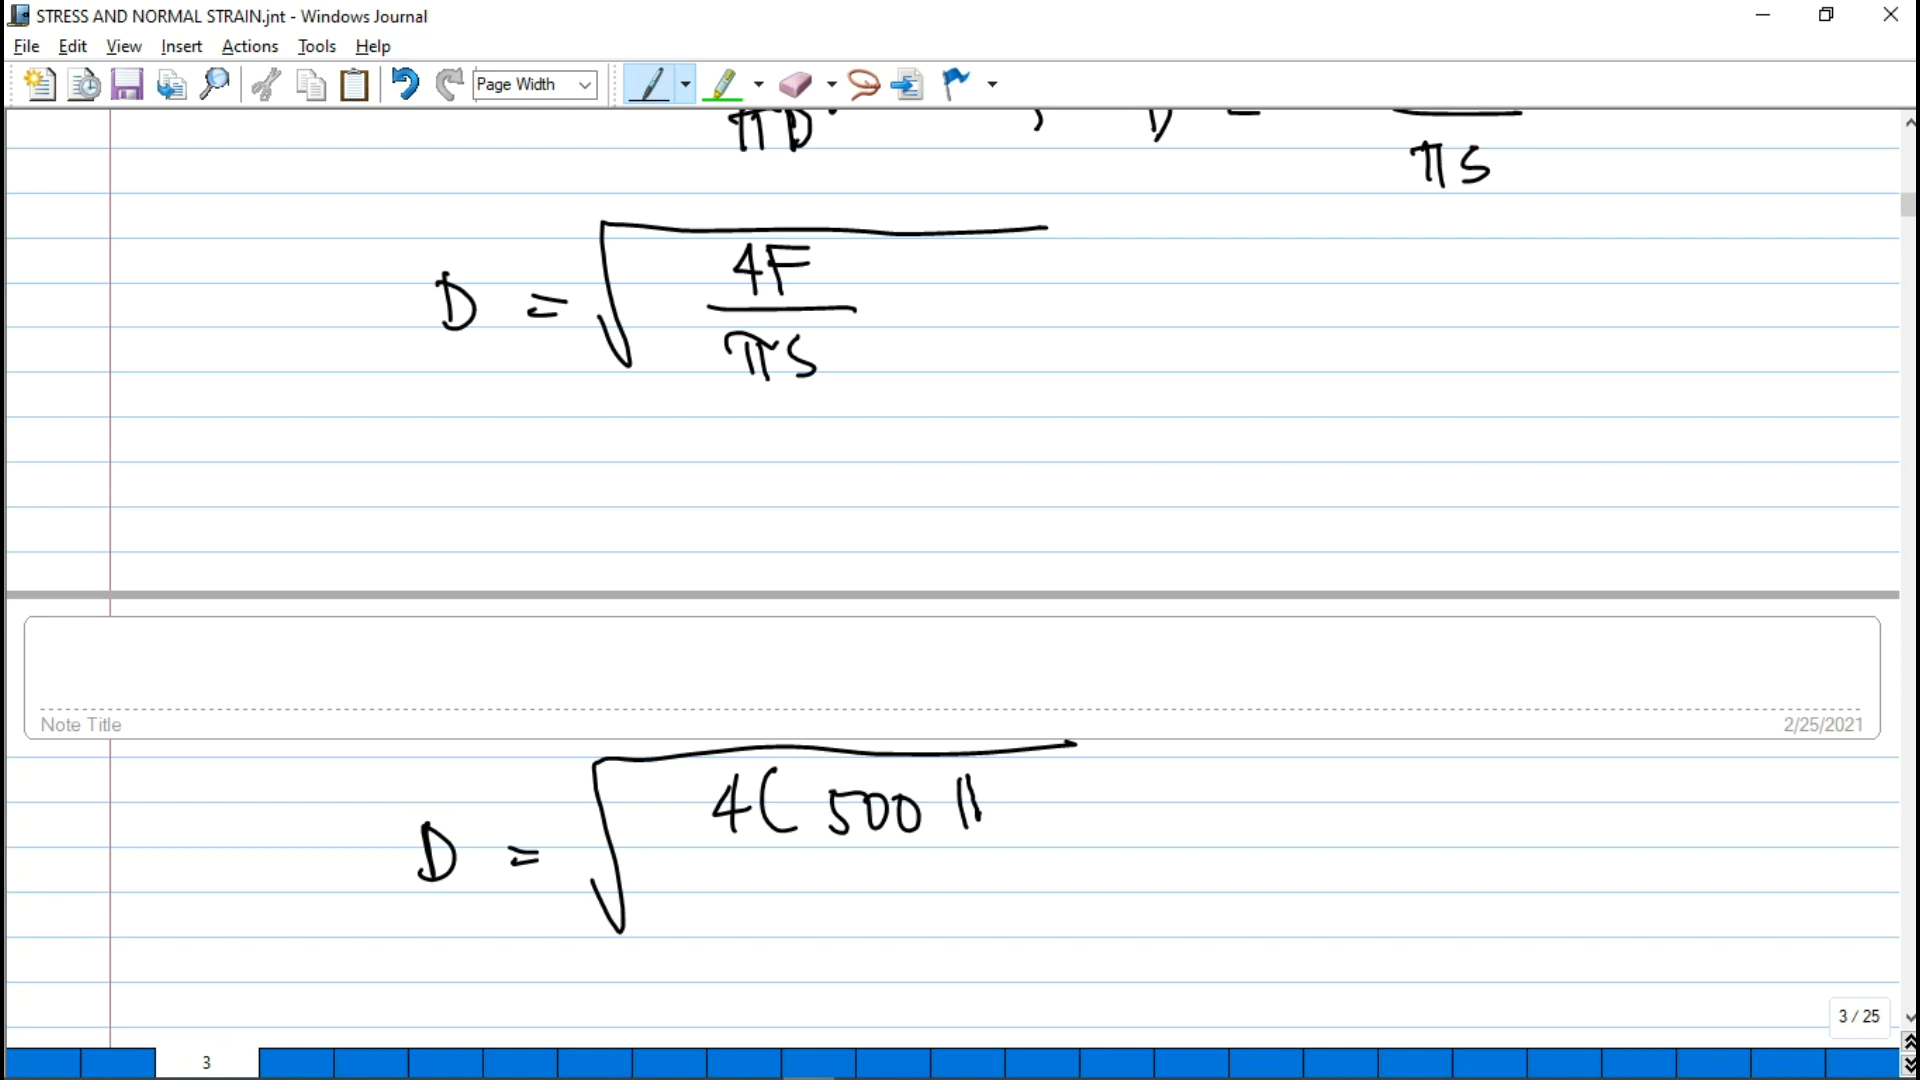 STRESS AND NORMAL STRAIN.jnt - Windows Journal
File Edit View Insert Actions Tools Help
Page Width
πD² , D =
πS
D = √
4F
πS
Note Title 2/25/2021
D = √ 4( 500
3 / 25
3